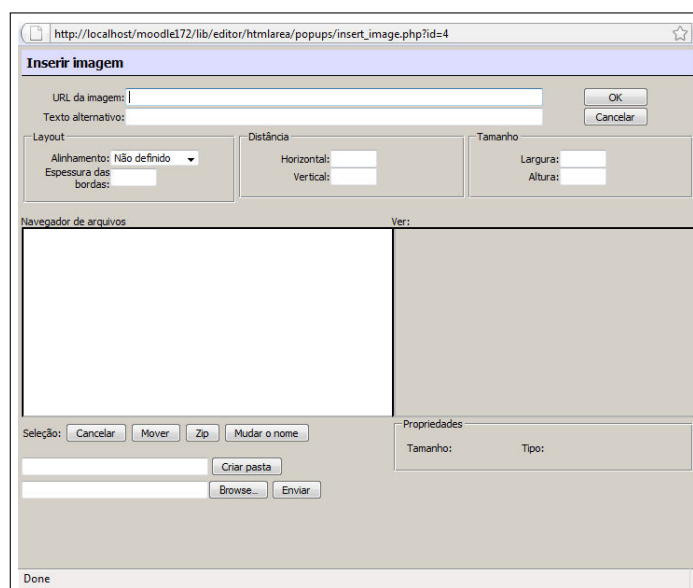 http://localhost/moodle172/lib/editor/htmlarea/popups/insert_image.php?id=4
Inserir imagem
URL da imagem:
OK
Texto alternativo:
Cancelar
Layout
Distância
Tamanho
Alinhamento: Não definido
Horizontal:
Largura:
Espessura das
bordas:
Vertical:
Altura:
Navegador de arquivos
Ver:
Seleção: Cancelar Mover Zip Mudar o nome
Propriedades
Tamanho: Tipo:
Criar pasta
Browse... Enviar
Done